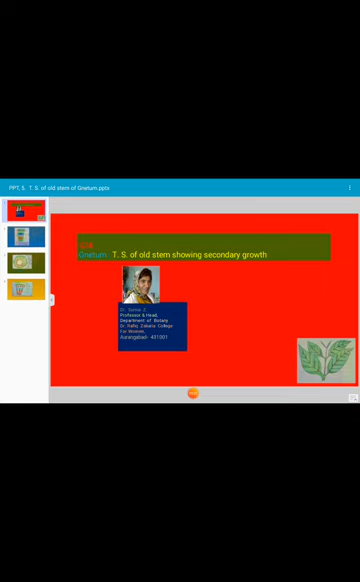 PPT, 5. T. S. of old stem of Gnetum.pptx
Gnetum T. S. of old stem showing secondary growth
Professor & Head,
Department of Botany
Dr. Rafiq Zakaria College
For Women,
Aurangabad- 431001